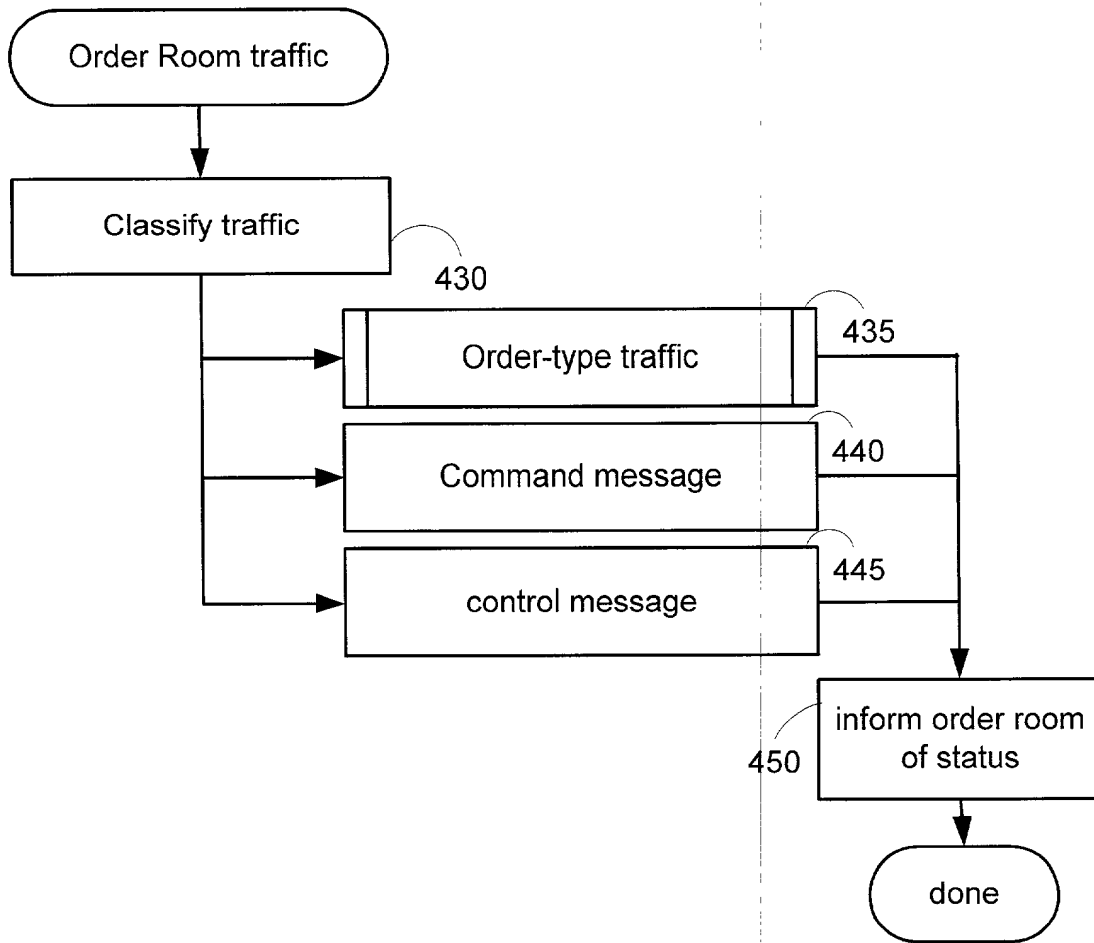 Order Room traffic
Classify traffic
430
Order-type traffic
435
Command message
440
control message
445
inform order room
of status
450
done